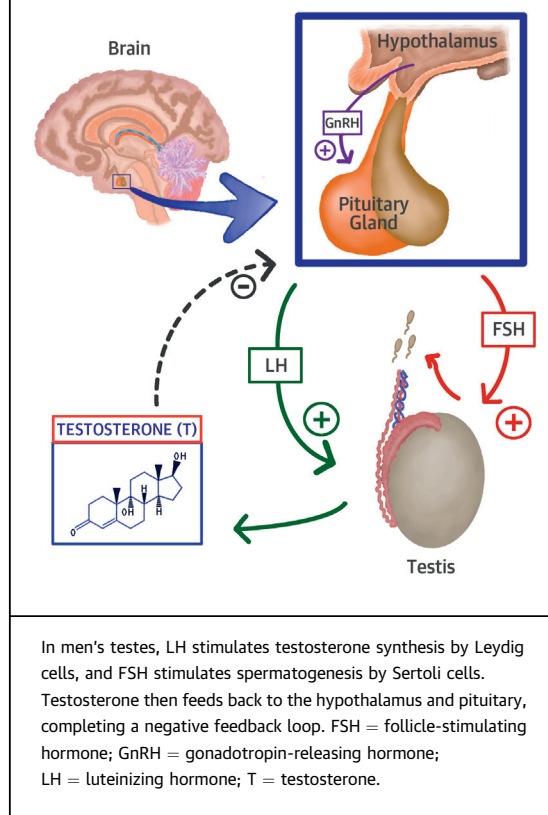 Brain
Hypothalamus
GnRH
+
Pituitary
Gland
−
LH
+
FSH
+
TESTOSTERONE (T)
OH
H
OH
H
H
O
Testis
In men's testes, LH stimulates testosterone synthesis by Leydig
cells, and FSH stimulates spermatogenesis by Sertoli cells.
Testosterone then feeds back to the hypothalamus and pituitary,
completing a negative feedback loop. FSH = follicle-stimulating
hormone; GnRH = gonadotropin-releasing hormone;
LH = luteinizing hormone; T = testosterone.